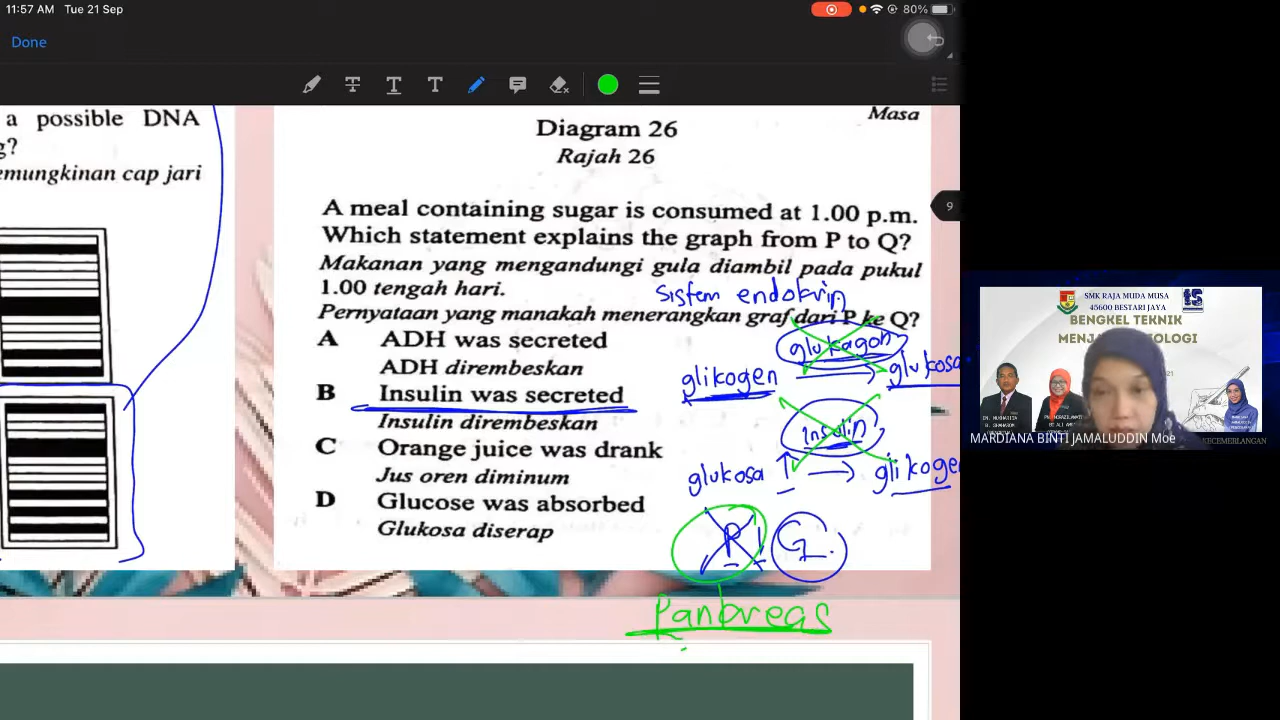 11:57 AM Tue 21 Sep
80%
Done
T T T
a possible DNA
g?
emungkinan cap jari
Masa
Diagram 26
Rajah 26
9
A meal containing sugar is consumed at 1.00 p.m.
Which statement explains the graph from P to Q?
Makanan yang mengandungi gula diambil pada pukul
1.00 tengah hari.
Pernyataan yang manakah menerangkan graf dari P ke Q?
sistem endokrin
A ADH was secreted
ADH dirembeskan
B Insulin was secreted
Insulin dirembeskan
C Orange juice was drank
Jus oren diminum
D Glucose was absorbed
Glukosa diserap
glukagon
glikogen → glukosa
insulin
glukosa ↑ → glikogen
P I G L
Pankreas
SMK RAJA MUDA MUSA
45600 BESTARI JAYA
BENGKEL TEKNIK
MARDIANA BINTI JAMALUDDIN Moe